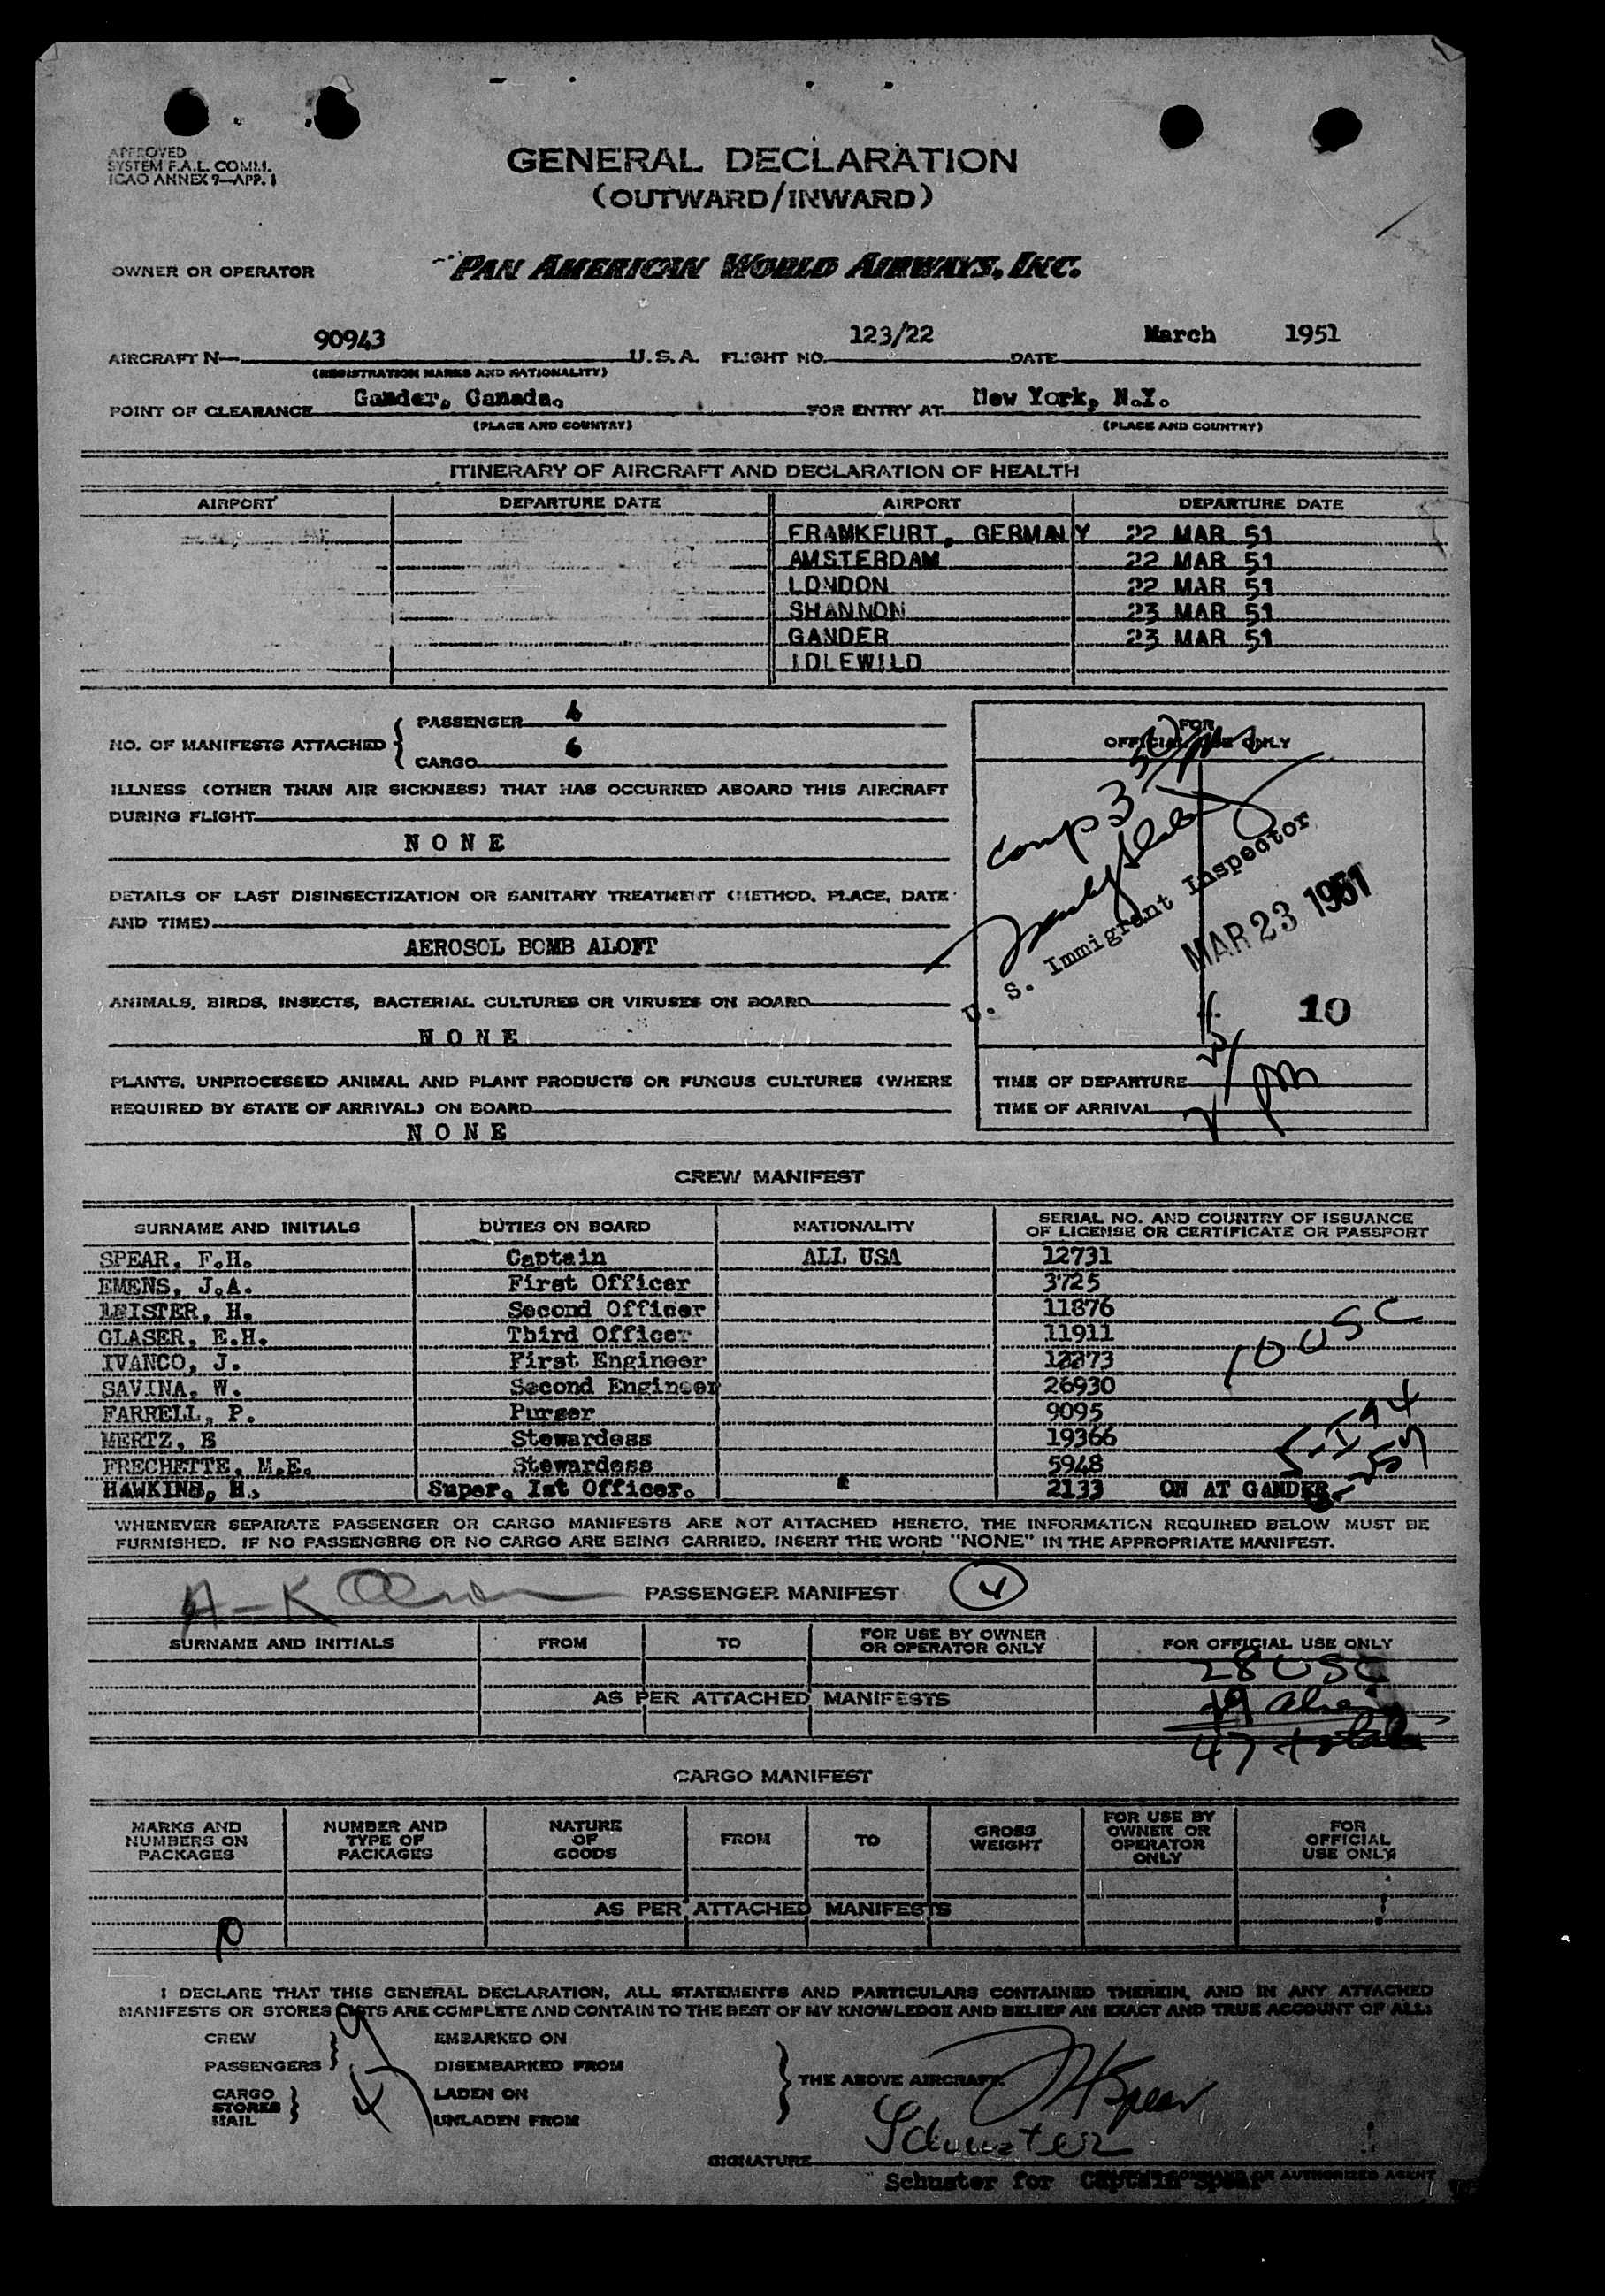 APPROVED
SYSTEM F.A.L. COMM.
ICAO ANNEX 9—APP. 1
GENERAL DECLARATION
(OUTWARD/INWARD)
OWNER OR OPERATOR PAN AMERICAN WORLD AIRWAYS, INC.
AIRCRAFT N— 90943 U.S.A. FLIGHT NO. 123/22 DATE March 1951
(REGISTRATION MARKS AND NATIONALITY)
POINT OF CLEARANCE Gander, Canada. FOR ENTRY AT New York, N.Y.
(PLACE AND COUNTRY) (PLACE AND COUNTRY)
ITINERARY OF AIRCRAFT AND DECLARATION OF HEALTH
AIRPORT DEPARTURE DATE AIRPORT DEPARTURE DATE
FRAMKFURT, GERMANY 22 MAR 51
AMSTERDAM 22 MAR 51
LONDON 22 MAR 51
SHANNON 23 MAR 51
GANDER 23 MAR 51
IDLEWILD
NO. OF MANIFESTS ATTACHED
PASSENGER
CARGO 6
ILLNESS (OTHER THAN AIR SICKNESS) THAT HAS OCCURRED ABOARD THIS AIRCRAFT
DURING FLIGHT
NONE
DETAILS OF LAST DISINSECTIZATION OR SANITARY TREATMENT (METHOD, PLACE, DATE
AND TIME)
AEROSOL BOMB ALOFT
ANIMALS, BIRDS, INSECTS, BACTERIAL CULTURES OR VIRUSES ON BOARD
NONE
PLANTS, UNPROCESSED ANIMAL AND PLANT PRODUCTS OR FUNGUS CULTURES (WHERE
REQUIRED BY STATE OF ARRIVAL) ON BOARD
NONE
FOR
OFFICIAL USE ONLY
comp 3
U. S. Immigrant Inspector
MAR 23 1951
10
TIME OF DEPARTURE
TIME OF ARRIVAL
pm
CREW MANIFEST
SURNAME AND INITIALS DUTIES ON BOARD NATIONALITY SERIAL NO. AND COUNTRY OF ISSUANCE
OF LICENSE OR CERTIFICATE OR PASSPORT
SPEAR, F.H. Captain ALL USA 12731
EMENS, J.A. First Officer 3725
LEISTER, H. Second Officer 11876
GLASER, E.H. Third Officer 11911
IVANCO, J. First Engineer 12273
SAVINA, W. Second Engineer 26930
FARRELL, P. Purser 9095
MERTZ, E Stewardess 19366
FRECHETTE, M.E. Stewardess 5948
HAWKINS, H. Super. Ist Officer. 2133 ON AT GANDER
10 USC
WHENEVER SEPARATE PASSENGER OR CARGO MANIFESTS ARE NOT ATTACHED HERETO, THE INFORMATION REQUIRED BELOW MUST BE
FURNISHED. IF NO PASSENGERS OR NO CARGO ARE BEING CARRIED, INSERT THE WORD "NONE" IN THE APPROPRIATE MANIFEST.
A-K
PASSENGER MANIFEST 4
SURNAME AND INITIALS FROM TO FOR USE BY OWNER
OR OPERATOR ONLY FOR OFFICIAL USE ONLY
28 USC
AS PER ATTACHED MANIFESTS
19
47 total
CARGO MANIFEST
MARKS AND
NUMBERS ON
PACKAGES
NUMBER AND
TYPE OF
PACKAGES
NATURE
OF
GOODS
FROM
TO
GROSS
WEIGHT
FOR USE BY
OWNER OR
OPERATOR
ONLY
FOR
OFFICIAL
USE ONLY
AS PER ATTACHED MANIFESTS
I DECLARE THAT THIS GENERAL DECLARATION, ALL STATEMENTS AND PARTICULARS CONTAINED THEREIN, AND IN ANY ATTACHED
MANIFESTS OR STORES LISTS ARE COMPLETE AND CONTAIN TO THE BEST OF MY KNOWLEDGE AND BELIEF AN EXACT AND TRUE ACCOUNT OF ALL:
CREW EMBARKED ON
PASSENGERS DISEMBARKED FROM
THE ABOVE AIRCRAFT.
CARGO LADEN ON
STORES
MAIL UNLADEN FROM
FHSpear
Schuster
SIGNATURE
Schuster for Captain Spear OR AUTHORIZED AGENT